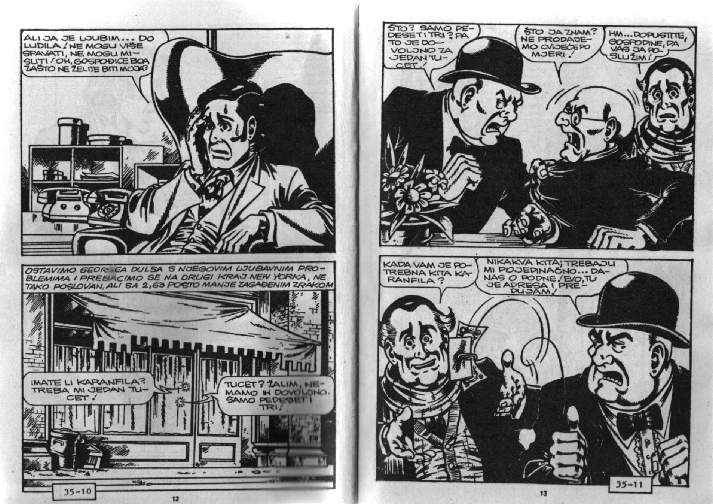 ALI JA JE LJUBIM... DO
LUDILA! NE MOGU VIŠE
SPAVATI, NE MOGU MI-
SLITI! OH, GOSPOĐICE BOA
ZAŠTO NE ŽELITE BITI MOJA?
OSTAVIMO GEORGEA DULSA S NJEGOVIM LJUBAVNIM PRO-
BLEMIMA I PREBACIMO SE NA DRUGI KRAJ NEW YORKA, NE
TAKO POSLOVAN, ALI SA 2,63 POSTO MANJE ZAGAĐENIM ZRAKOM
IMATE LI KARANFILA?
TREBA MI JEDAN TU-
CET!
TUCET? ŽALIM, NE-
MAMO IH DOVOLJNO.
SAMO PEDESET I
TRI!
35-10
12
ŠTO? SAMO PE-
DESET I TRI? PA
TO JE DO-
VOLJNO ZA
JEDAN TU-
CET!
ŠTO JA ZNAM?
NE PRODAJE-
MO CVIJEĆE PO
MJERI!
HM... DOPUSTITE,
GOSPODINE, DA
VAS JA PO-
SLUŽIM!
KADA VAM JE PO-
TREBNA KITA KA-
RANFILA?
NIKAKVA KITA; TREBAJU
MI POJEDINAČNO... DA-
NAS O PODNE! EVO, TU
JE ADRESA I PRE-
DUJAM!
13
35-11